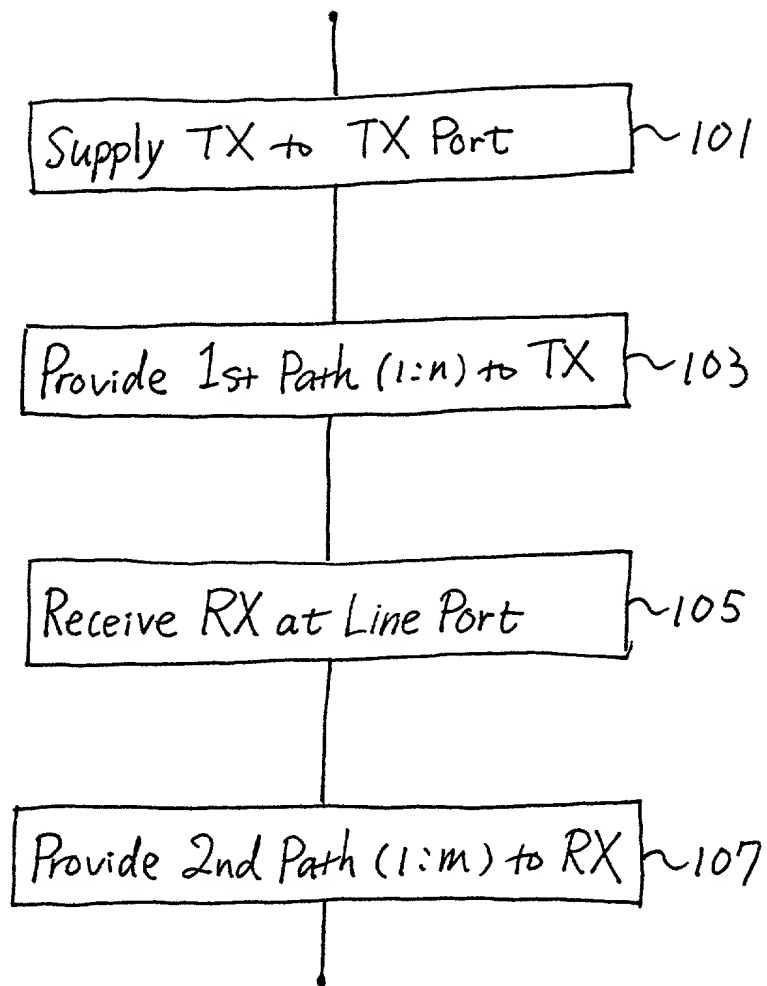 Supply TX to TX Port 101
Provide 1st Path (1:n) to TX 103
Receive RX at Line Port 105
Provide 2nd Path (1:m) to RX 107